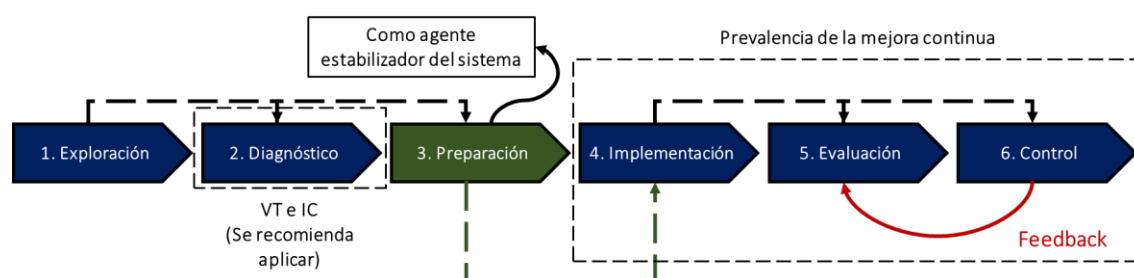 Como agente
estabilizador del sistema
Prevalencia de la mejora continua
1. Exploración
2. Diagnóstico
3. Preparación
4. Implementación
5. Evaluación
6. Control
VT e IC
(Se recomienda
aplicar)
Feedback